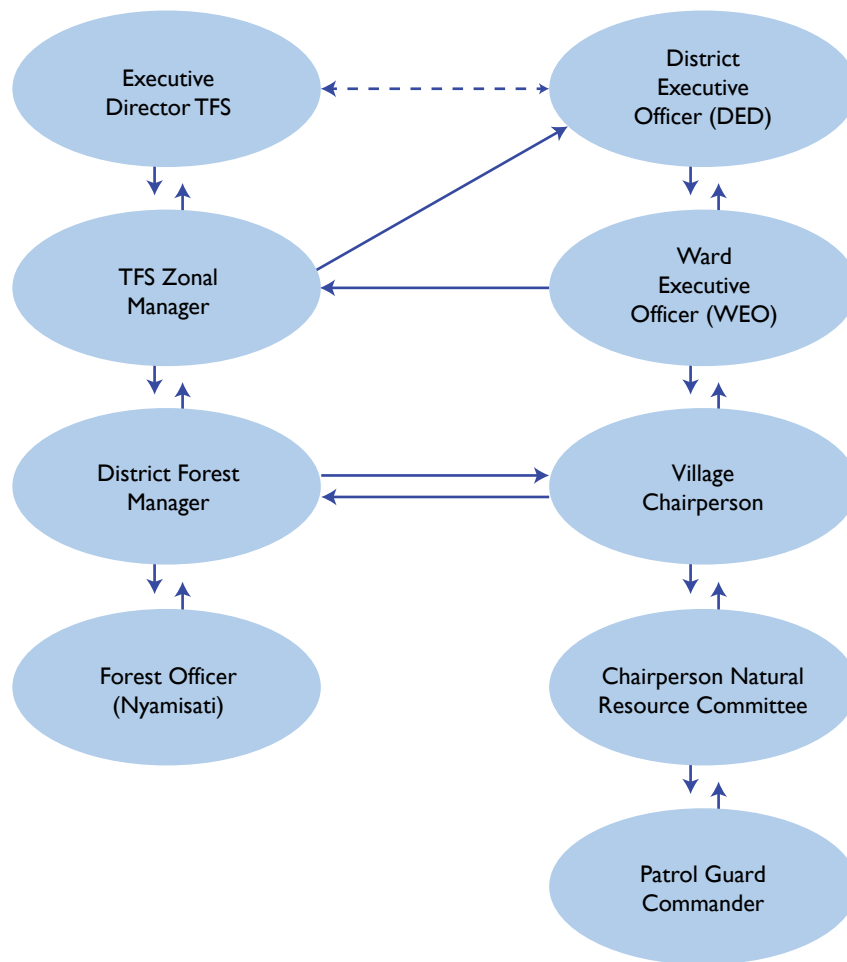 Executive
Director TFS
District
Executive
Officer (DED)
TFS Zonal
Manager
Ward
Executive
Officer (WEO)
District Forest
Manager
Village
Chairperson
Forest Officer
(Nyamisati)
Chairperson Natural
Resource Committee
Patrol Guard
Commander